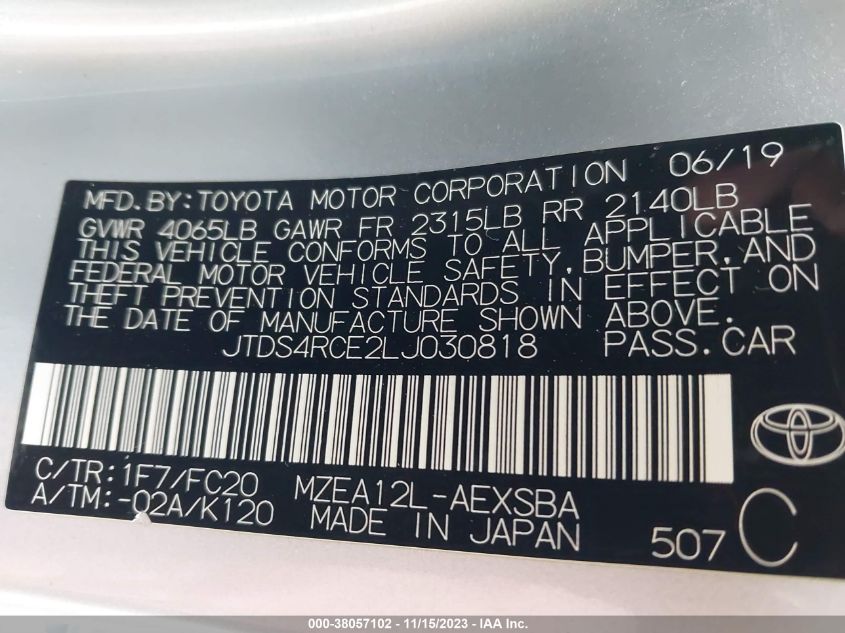 MFD. BY: TOYOTA MOTOR CORPORATION 06/19
GVWR 4065LB GAWR FR 2315LB RR 2140LB
THIS VEHICLE CONFORMS TO ALL APPLICABLE
FEDERAL MOTOR VEHICLE SAFETY, BUMPER, AND
THEFT PREVENTION STANDARDS IN EFFECT ON
THE DATE OF MANUFACTURE SHOWN ABOVE.
JTDS4RCE2LJ030818 PASS. CAR
C/TR: 1F7/FC20 MZEA12L-AEXSBA
A/TM: -02A/K120 MADE IN JAPAN 507 C
000-38057102 - 11/15/2023 - IAA Inc.